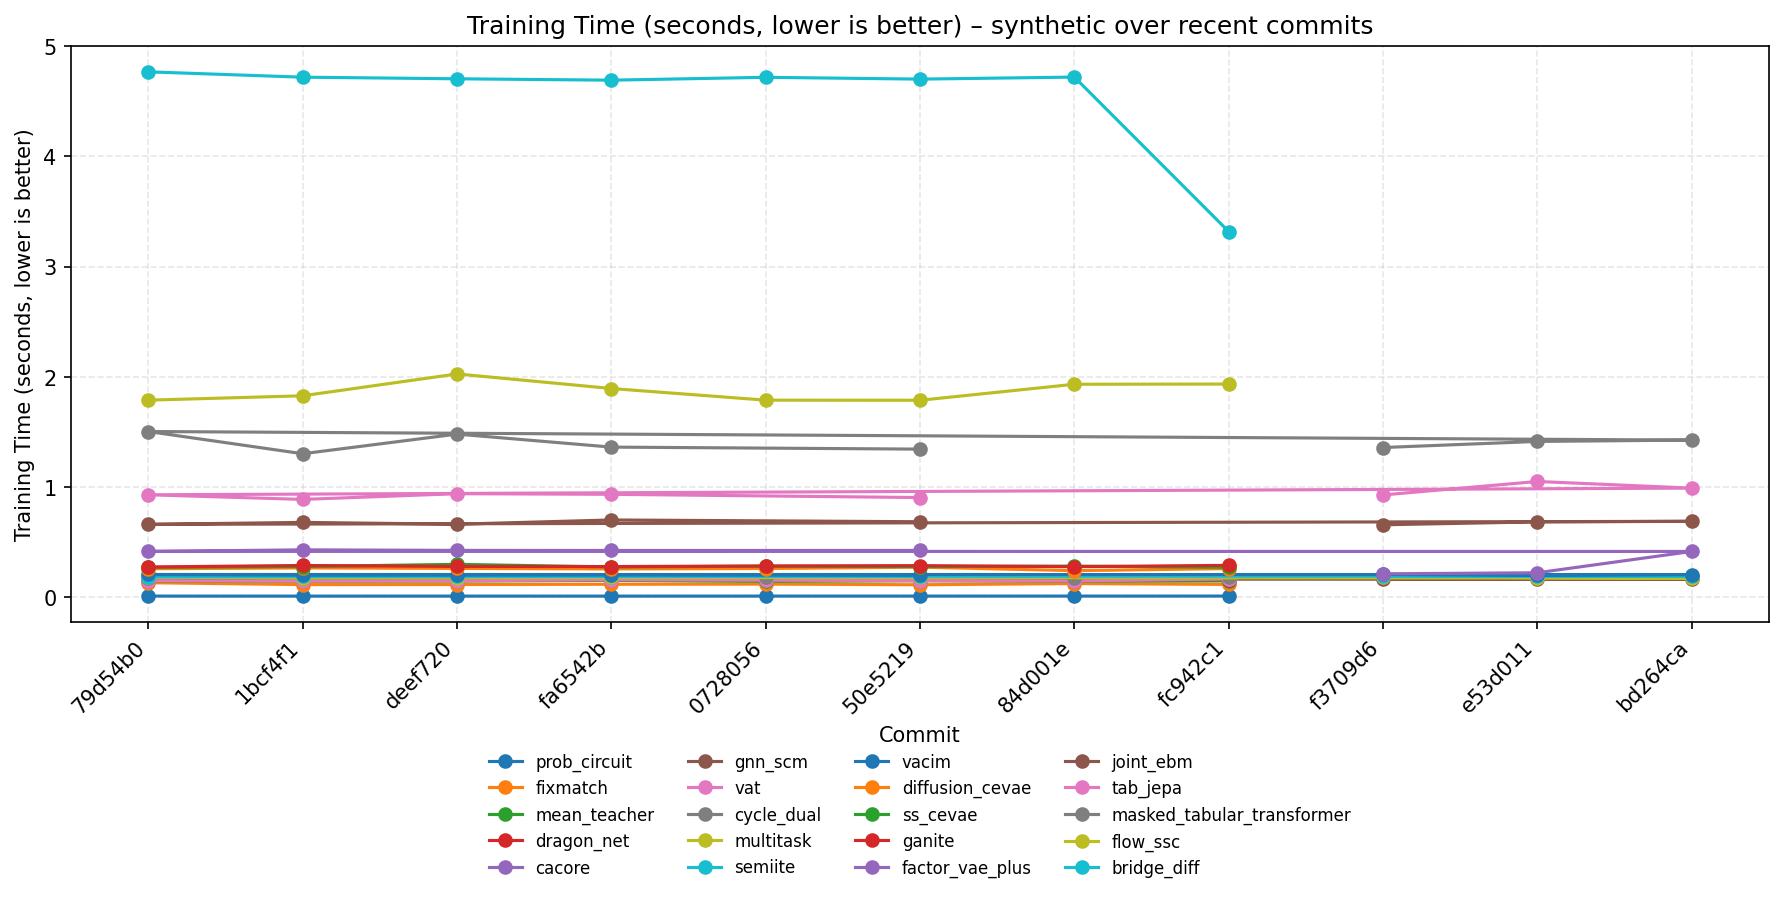 Training Time (seconds, lower is better) – synthetic over recent commits
Training Time (seconds, lower is better)
5
4
3
2
1
0
79d54b0
1bcf4f1
deef720
fa6542b
0728056
50e5219
84d001e
fc942c1
f3709d6
e53d011
bd264ca
Commit
prob_circuit
fixmatch
mean_teacher
dragon_net
cacore
gnn_scm
vat
cycle_dual
multitask
semiite
vacim
diffusion_cevae
ss_cevae
ganite
factor_vae_plus
joint_ebm
tab_jepa
masked_tabular_transformer
flow_ssc
bridge_diff